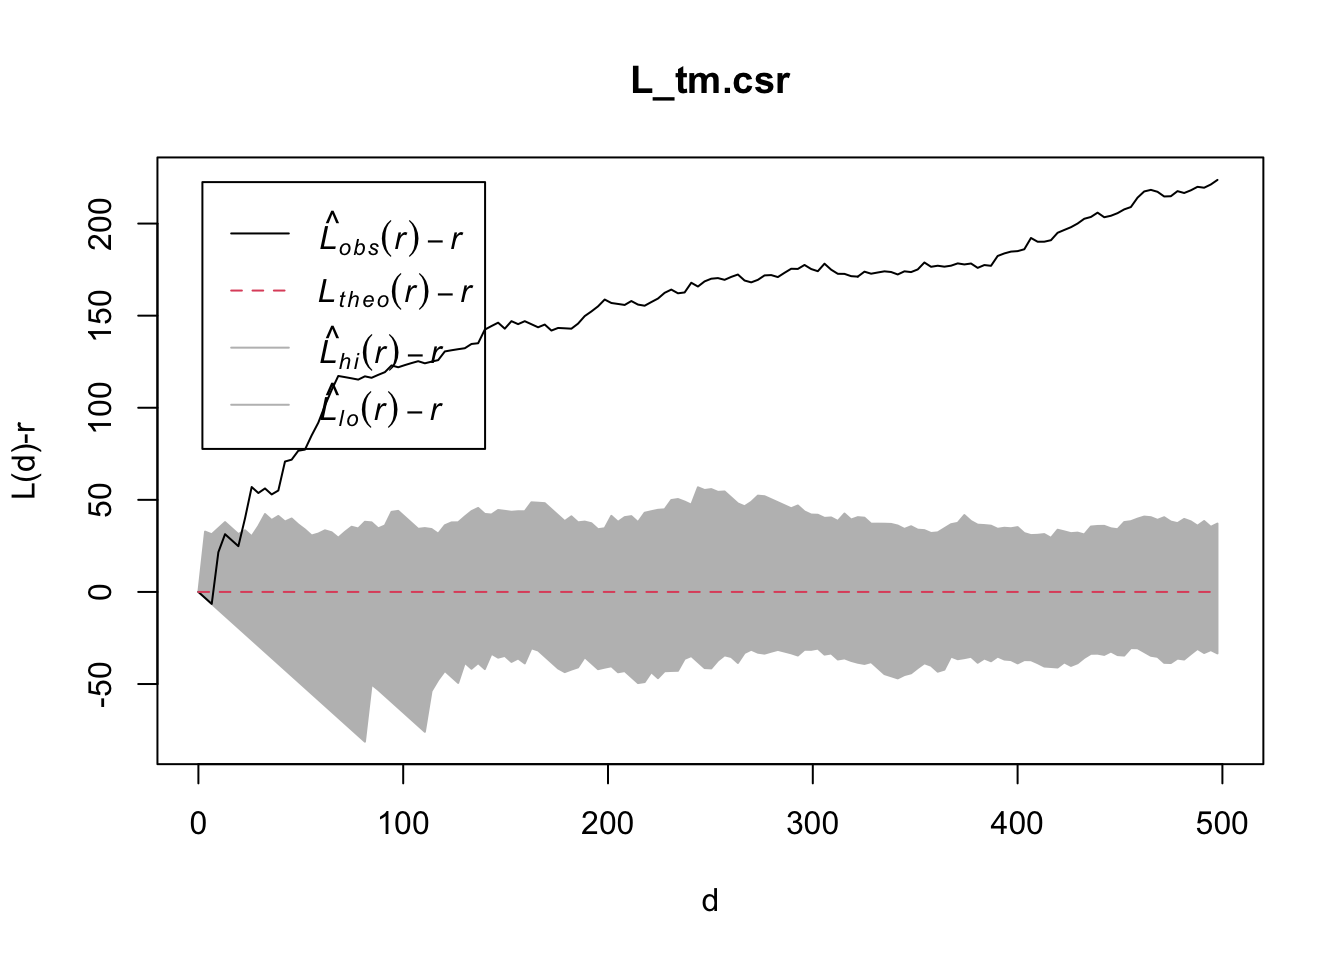 L_tm.csr
L(d)-r
200
150
100
50
0
-50
L̂obs(r) – r
Ltheo(r) – r
L̂hi(r) – r
L̂lo(r) – r
0 100 200 300 400 500
d